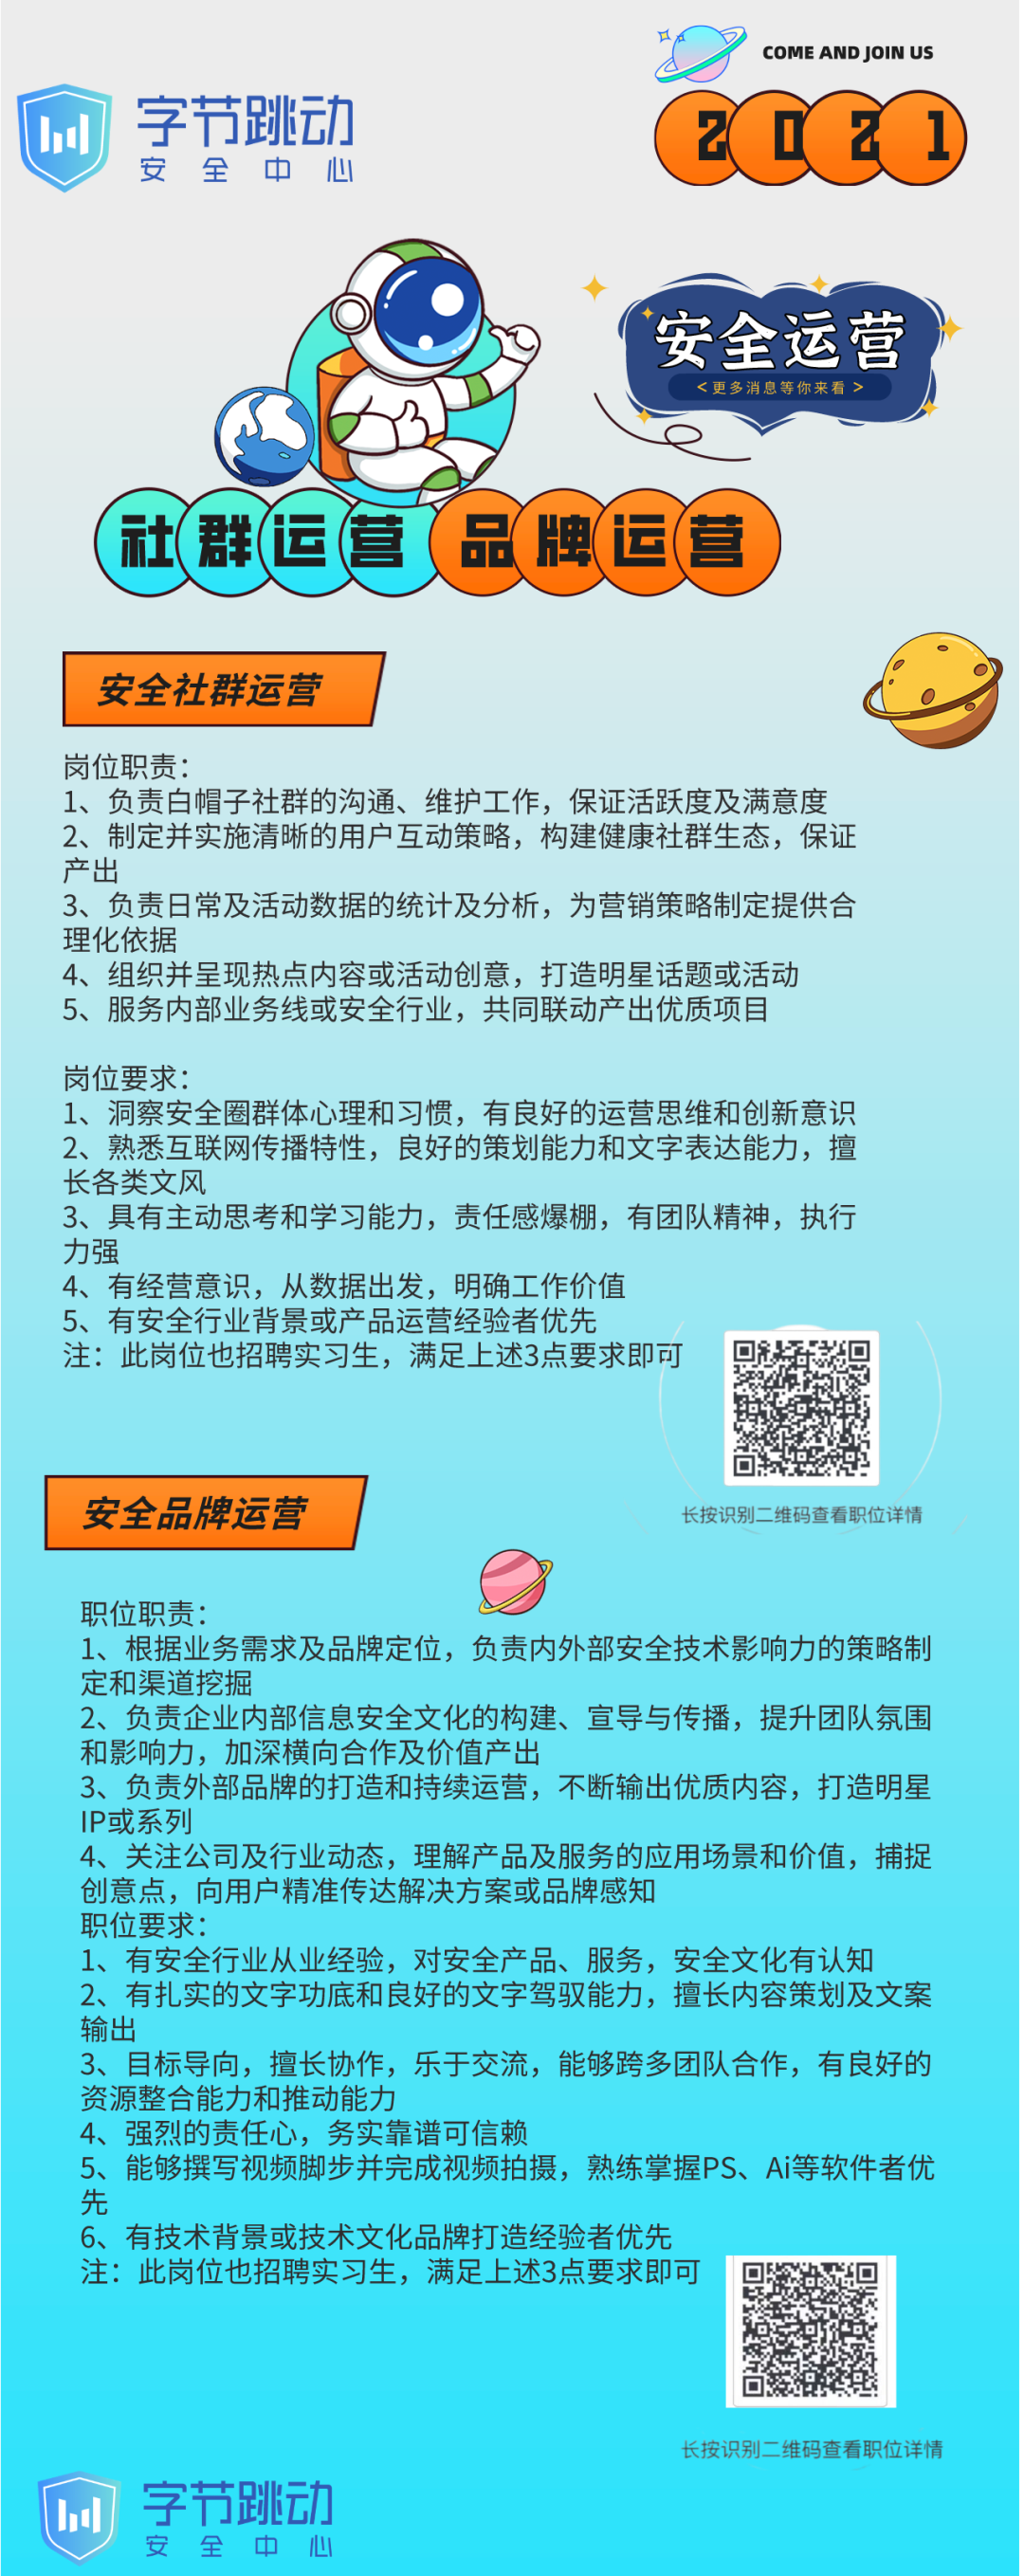 COME AND JOIN US
字节跳动
安全中心
2021
安全运营
<更多消息等你来看>
社群运营 品牌运营
安全社群运营
岗位职责：
1、负责白帽子社群的沟通、维护工作，保证活跃度及满意度
2、制定并实施清晰的用户互动策略，构建健康社群生态，保证
产出
3、负责日常及活动数据的统计及分析，为营销策略制定提供合
理化依据
4、组织并呈现热点内容或活动创意，打造明星话题或活动
5、服务内部业务线或安全行业，共同联动产出优质项目
岗位要求：
1、洞察安全圈群体心理和习惯，有良好的运营思维和创新意识
2、熟悉互联网传播特性，良好的策划能力和文字表达能力，擅
长各类文风
3、具有主动思考和学习能力，责任感爆棚，有团队精神，执行
力强
4、有经营意识，从数据出发，明确工作价值
5、有安全行业背景或产品运营经验者优先
注：此岗位也招聘实习生，满足上述3点要求即可
长按识别二维码查看职位详情
安全品牌运营
职位职责：
1、根据业务需求及品牌定位，负责内外部安全技术影响力的策略制
定和渠道挖掘
2、负责企业内部信息安全文化的构建、宣导与传播，提升团队氛围
和影响力，加深横向合作及价值产出
3、负责外部品牌的打造和持续运营，不断输出优质内容，打造明星
IP或系列
4、关注公司及行业动态，理解产品及服务的应用场景和价值，捕捉
创意点，向用户精准传达解决方案或品牌感知
职位要求：
1、有安全行业从业经验，对安全产品、服务，安全文化有认知
2、有扎实的文字功底和良好的文字驾驭能力，擅长内容策划及文案
输出
3、目标导向，擅长协作，乐于交流，能够跨多团队合作，有良好的
资源整合能力和推动能力
4、强烈的责任心，务实靠谱可信赖
5、能够撰写视频脚步并完成视频拍摄，熟练掌握PS、Ai等软件者优
先
6、有技术背景或技术文化品牌打造经验者优先
注：此岗位也招聘实习生，满足上述3点要求即可
长按识别二维码查看职位详情
字节跳动
安全中心